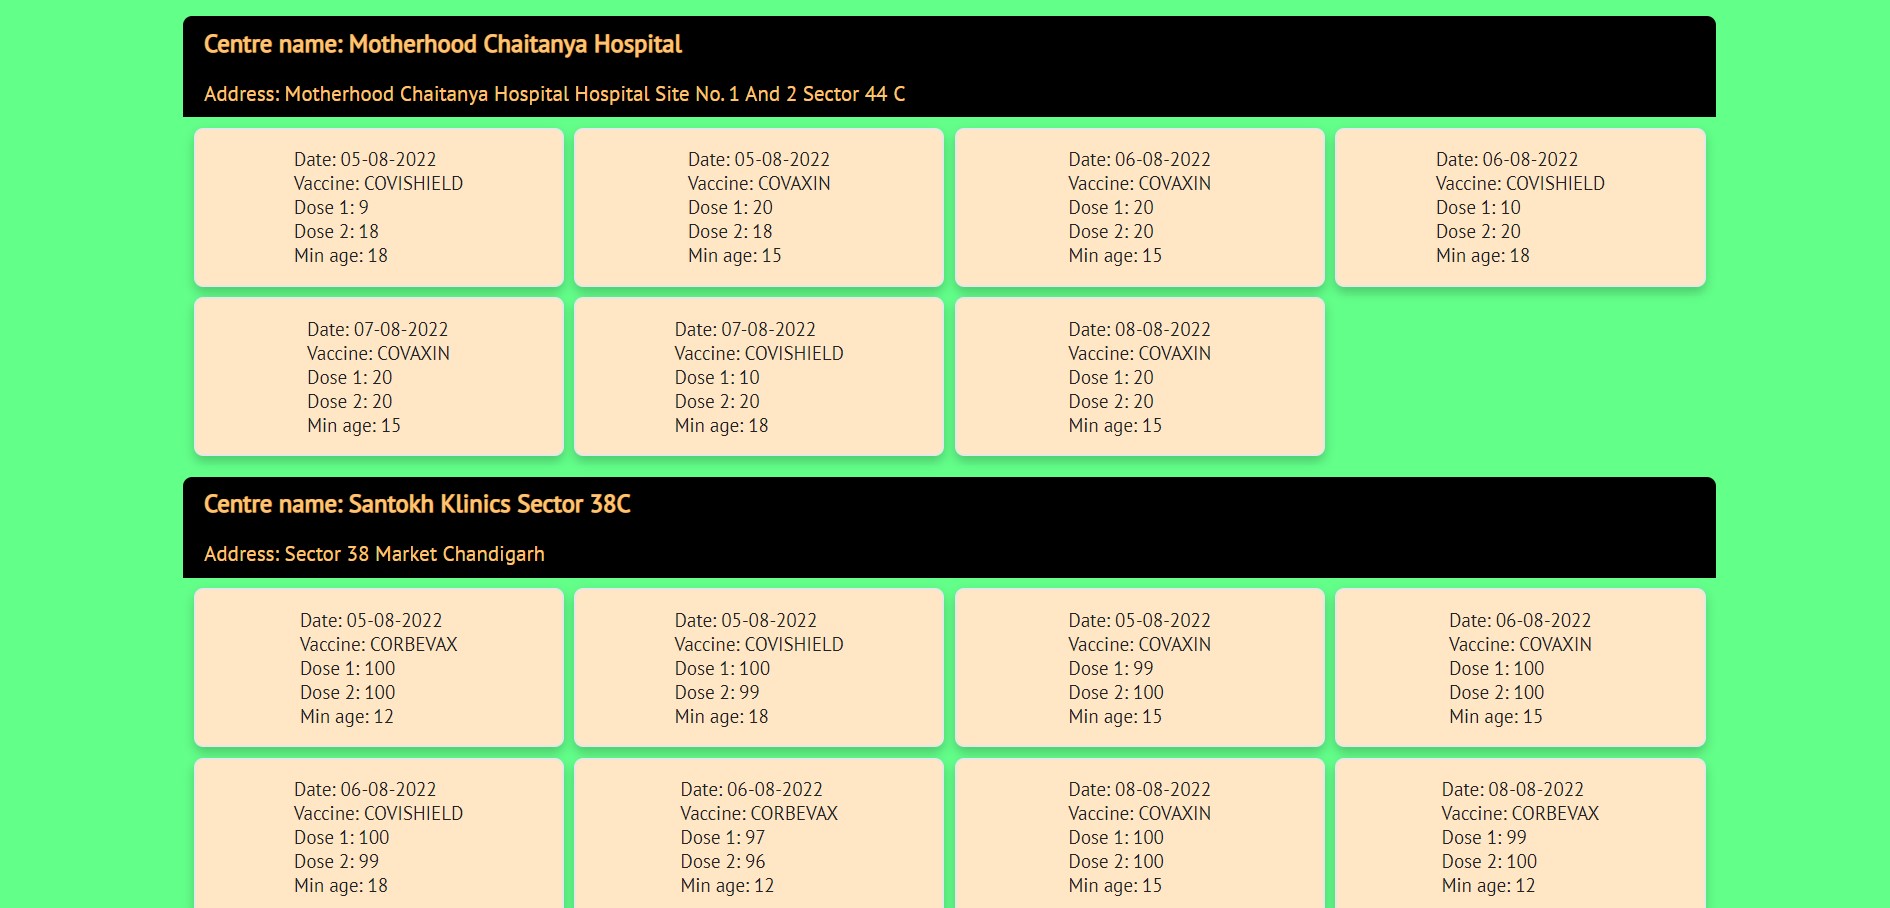 Centre name: Motherhood Chaitanya Hospital
Address: Motherhood Chaitanya Hospital Hospital Site No. 1 And 2 Sector 44 C
Date: 05-08-2022
Vaccine: COVISHIELD
Dose 1: 9
Dose 2: 18
Min age: 18
Date: 05-08-2022
Vaccine: COVAXIN
Dose 1: 20
Dose 2: 18
Min age: 15
Date: 06-08-2022
Vaccine: COVAXIN
Dose 1: 20
Dose 2: 20
Min age: 15
Date: 06-08-2022
Vaccine: COVISHIELD
Dose 1: 10
Dose 2: 20
Min age: 18
Date: 07-08-2022
Vaccine: COVAXIN
Dose 1: 20
Dose 2: 20
Min age: 15
Date: 07-08-2022
Vaccine: COVISHIELD
Dose 1: 10
Dose 2: 20
Min age: 18
Date: 08-08-2022
Vaccine: COVAXIN
Dose 1: 20
Dose 2: 20
Min age: 15
Centre name: Santokh Klinics Sector 38C
Address: Sector 38 Market Chandigarh
Date: 05-08-2022
Vaccine: CORBEVAX
Dose 1: 100
Dose 2: 100
Min age: 12
Date: 05-08-2022
Vaccine: COVISHIELD
Dose 1: 100
Dose 2: 99
Min age: 18
Date: 05-08-2022
Vaccine: COVAXIN
Dose 1: 99
Dose 2: 100
Min age: 15
Date: 06-08-2022
Vaccine: COVAXIN
Dose 1: 100
Dose 2: 100
Min age: 15
Date: 06-08-2022
Vaccine: COVISHIELD
Dose 1: 100
Dose 2: 99
Min age: 18
Date: 06-08-2022
Vaccine: CORBEVAX
Dose 1: 97
Dose 2: 96
Min age: 12
Date: 08-08-2022
Vaccine: COVAXIN
Dose 1: 100
Dose 2: 100
Min age: 15
Date: 08-08-2022
Vaccine: CORBEVAX
Dose 1: 99
Dose 2: 100
Min age: 12